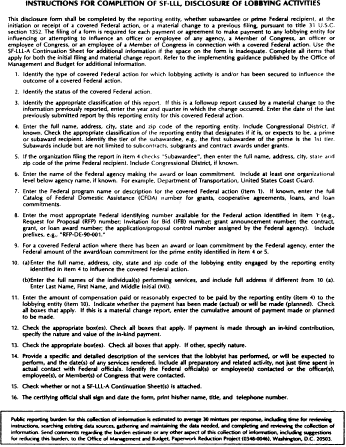 INSTRUCTIONS FOR COMPLETION OF SF-LLL, DISCLOSURE OF LOBBYING ACTIVITIES
This disclosure form shall be completed by the reporting entity, whether subawardee or prime Federal recipient, at the
initiation or receipt of a covered Federal action, or a material change to a previous filing, pursuant to title 31 U.S.C.
section 1352. The filing of a form is required for each payment or agreement to make payment to any lobbying entity for
influencing or attempting to influence an officer or employee of any agency, a Member of Congress, an officer or
employee of Congress, or an employee of a Member of Congress in connection with a covered Federal action. Use the
SF-LLL-A Continuation Sheet for additional information if the space on the form is inadequate. Complete all items that
apply for both the initial filing and material change report. Refer to the implementing guidance published by the Office of
Management and Budget for additional information.
1. Identify the type of covered Federal action for which lobbying activity is and/or has been secured to influence the
outcome of a covered Federal action.
2. Identify the status of the covered Federal action.
3. Identify the appropriate classification of this report. If this is a followup report caused by a material change to the
information previously reported, enter the year and quarter in which the change occurred. Enter the date of the last
previously submitted report by this reporting entity for this covered Federal action.
4. Enter the full name, address, city, state and zip code of the reporting entity. Include Congressional District, if
known. Check the appropriate classification of the reporting entity that designates if it is, or expects to be, a prime
or subaward recipient. Identify the tier of the subawardee, e.g., the first subawardee of the prime is the 1st tier.
Subawards include but are not limited to subcontracts, subgrants and contract awards under grants.
5. If the organization filing the report in item 4 checks "Subawardee", then enter the full name, address, city, state and
zip code of the prime Federal recipient. Include Congressional District, if known.
6. Enter the name of the Federal agency making the award or loan commitment. Include at least one organizational
level below agency name, if known. For example, Department of Transportation, United States Coast Guard.
7. Enter the Federal program name or description for the covered Federal action (item 1). If known, enter the full
Catalog of Federal Domestic Assistance (CFDA) number for grants, cooperative agreements, loans, and loan
commitments.
8. Enter the most appropriate Federal identifying number available for the Federal action identified in item 1 (e.g.,
Request for Proposal (RFP) number; Invitation for Bid (IFB) number; grant announcement number; the contract,
grant, or loan award number; the application/proposal control number assigned by the Federal agency). Include
prefixes, e.g., "RFP-DE-90-001."
9. For a covered Federal action where there has been an award or loan commitment by the Federal agency, enter the
Federal amount of the award/loan commitment for the prime entity identified in item 4 or 5.
10. (a)Enter the full name, address, city, state and zip code of the lobbying entity engaged by the reporting entity
identified in item 4 to influence the covered Federal action.
(b)Enter the full names of the individual(s) performing services, and include full address if different from 10 (a).
Enter Last Name, First Name, and Middle Initial (MI).
11. Enter the amount of compensation paid or reasonably expected to be paid by the reporting entity (item 4) to the
lobbying entity (item 10). Indicate whether the payment has been made (actual) or will be made (planned). Check
all boxes that apply. If this is a material change report, enter the cumulative amount of payment made or planned
to be made.
12. Check the appropriate box(es). Check all boxes that apply. If payment is made through an in-kind contribution,
specify the nature and value of the in-kind payment.
13. Check the appropriate box(es). Check all boxes that apply. If other, specify nature.
14. Provide a specific and detailed description of the services that the lobbyist has performed, or will be expected to
perform, and the date(s) of any services rendered. Include all preparatory and related activity, not just time spent in
actual contact with Federal officials. Identify the Federal official(s) or employee(s) contacted or the officer(s),
employee(s), or Member(s) of Congress that were contacted.
15. Check whether or not a SF-LLL-A Continuation Sheet(s) is attached.
16. The certifying official shall sign and date the form, print his/her name, title, and telephone number.
Public reporting burden for this collection of information is estimated to average 30 mintues per response, including time for reviewing
instructions, searching existing data sources, gathering and maintaining the data needed, and completing and reviewing the collection of
information. Send comments regarding the burden estimate or any other aspect of this collection of information, including suggestions
for reducing this burden, to the Office of Management and Budget, Paperwork Reduction Project (0348-0046), Washington, D.C. 20503.